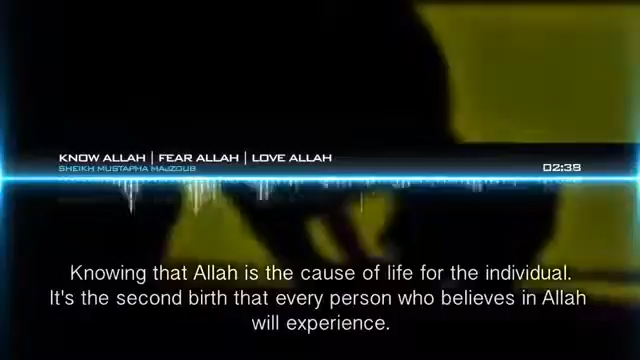 KNOW ALLAH | FEAR ALLAH | LOVE ALLAH
SHEIKH MUSTAPHA MAJZOUB
02:38
Knowing that Allah is the cause of life for the individual.
It's the second birth that every person who believes in Allah
will experience.